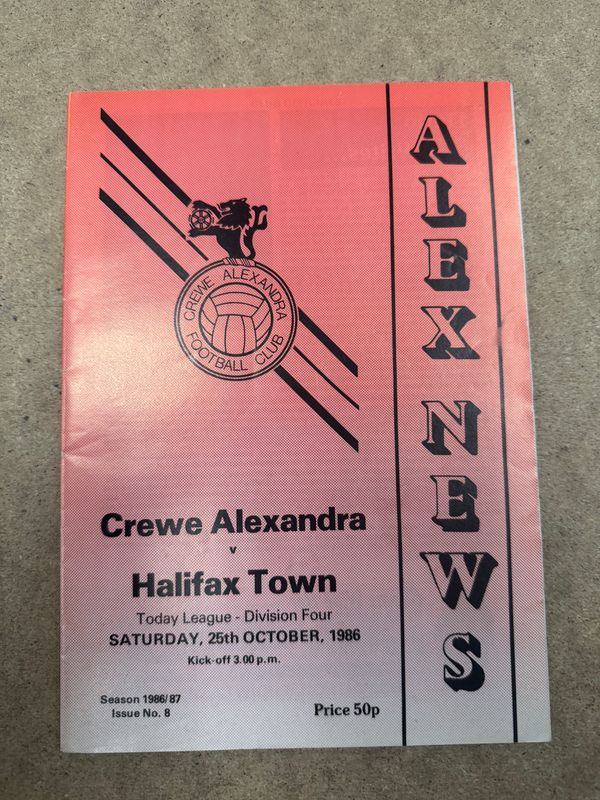 CREWE ALEXANDRA
FOOTBALL CLUB
ALEX NEWS
Crewe Alexandra
v
Halifax Town
Today League - Division Four
SATURDAY, 25th OCTOBER, 1986
Kick-off 3.00 p.m.
Season 1986/87
Issue No. 8
Price 50p